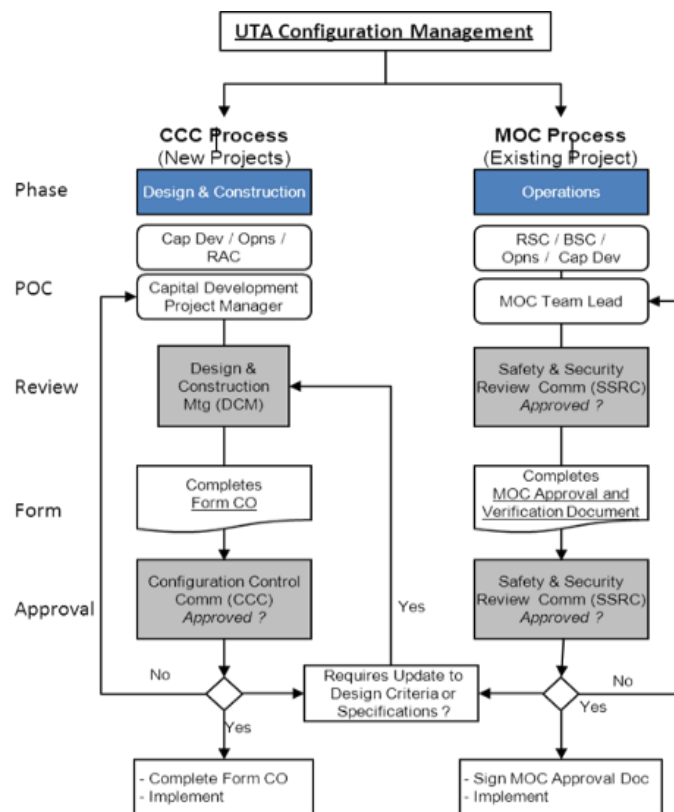 UTA Configuration Management
CCC Process
(New Projects)
MOC Process
(Existing Project)
Phase
Design & Construction
Operations
Cap Dev / Opns /
RAC
RSC / BSC /
Opns / Cap Dev
POC
Capital Development
Project Manager
MOC Team Lead
Review
Design &
Construction
Mtg (DCM)
Safety & Security
Review Comm (SSRC)
Approved ?
Form
Completes
Form CO
Completes
MOC Approval and
Verification Document
Approval
Configuration Control
Comm (CCC)
Approved ?
Yes
Safety & Security
Review Comm (SSRC)
Approved ?
No
Requires Update to
Design Criteria or
Specifications ?
No
Yes
Yes
- Complete Form CO
- Implement
- Sign MOC Approval Doc
- Implement